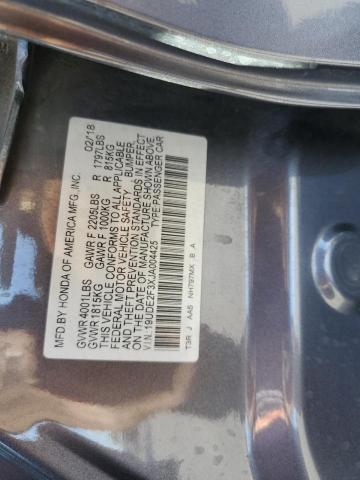 MFD BY HONDA OF AMERICA MFG.,INC. 02/18
GVWR 4001LBS GAWR F 2205LBS R 1797LBS
GVWR 1815KG GAWR F 1000KG R 815KG
THIS VEHICLE CONFORMS TO ALL APPLICABLE
FEDERAL MOTOR VEHICLE SAFETY BUMPER,
AND THEFT PREVENTION STANDARDS IN EFFECT
ON THE DATE OF MANUFACTURE SHOWN ABOVE.
V.I.N: 19UDE2F3XJA004425 TYPE:PASSENGER CAR
T3R J AA5 NH797MX B A